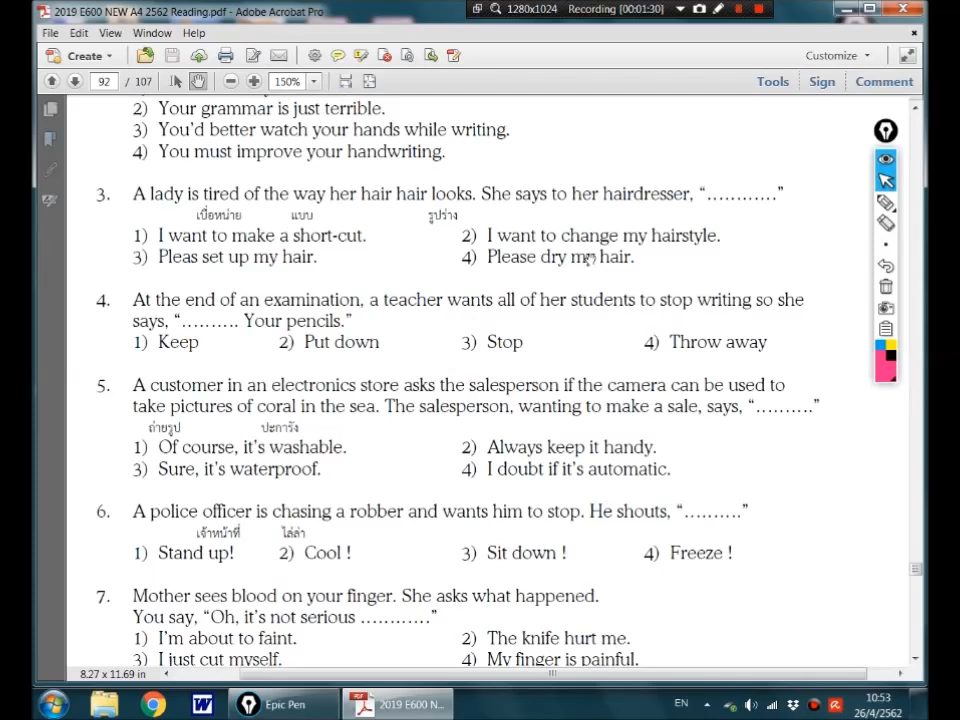 2019 E600 NEW A4 2562 Reading.pdf - Adobe Acrobat Pro
1280x1024 Recording [00:01:30]
File Edit View Window Help
Create Customize
92 / 107 150% Tools Sign Comment
2) Your grammar is just terrible.
3) You'd better watch your hands while writing.
4) You must improve your handwriting.
3. A lady is tired of the way her hair hair looks. She says to her hairdresser, "…………"
เบื่อหน่าย แบบ รูปร่าง
1) I want to make a short-cut. 2) I want to change my hairstyle.
3) Pleas set up my hair. 4) Please dry my hair.
4. At the end of an examination, a teacher wants all of her students to stop writing so she
says, "………. Your pencils."
1) Keep 2) Put down 3) Stop 4) Throw away
5. A customer in an electronics store asks the salesperson if the camera can be used to
take pictures of coral in the sea. The salesperson, wanting to make a sale, says, "………."
ถ่ายรูป ปะการัง
1) Of course, it's washable. 2) Always keep it handy.
3) Sure, it's waterproof. 4) I doubt if it's automatic.
6. A police officer is chasing a robber and wants him to stop. He shouts, "………."
เจ้าหน้าที่ ไล่ล่า
1) Stand up! 2) Cool ! 3) Sit down ! 4) Freeze !
7. Mother sees blood on your finger. She asks what happened.
You say, "Oh, it's not serious …………"
1) I'm about to faint. 2) The knife hurt me.
3) I just cut myself. 4) My finger is painful.
8.27 x 11.69 in
Epic Pen 2019 E600 N... EN 10:53
26/4/2562